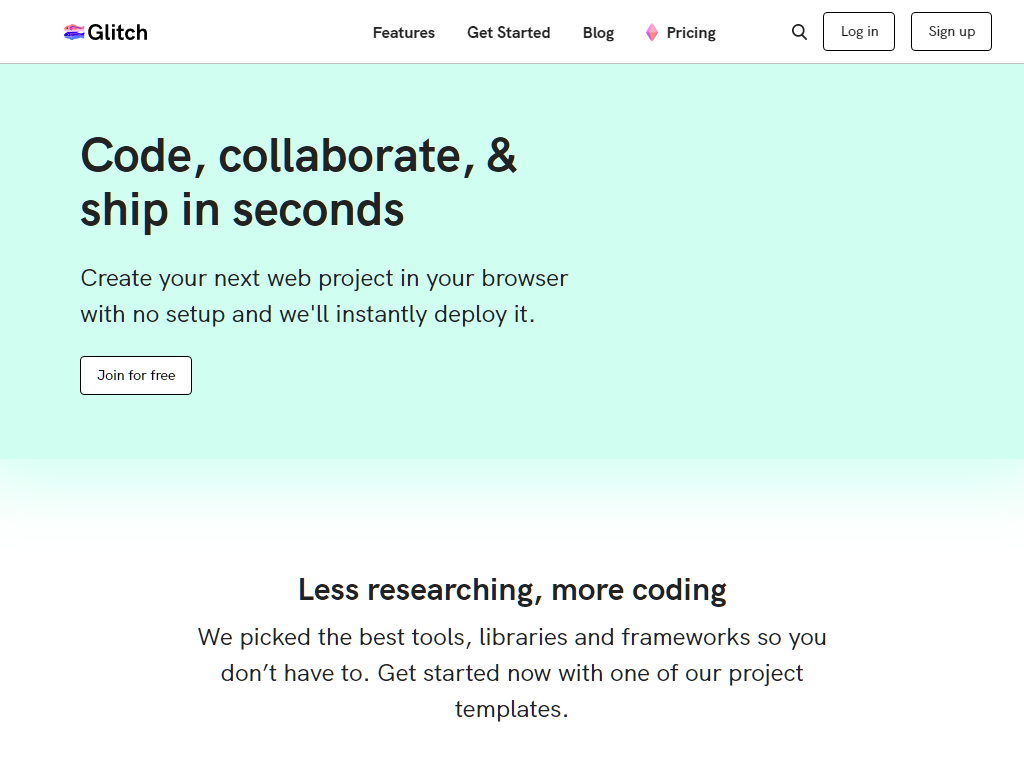 Glitch
Features
Get Started
Blog
Pricing
Log in
Sign up
Code, collaborate, &
ship in seconds
Create your next web project in your browser
with no setup and we'll instantly deploy it.
Join for free
Less researching, more coding
We picked the best tools, libraries and frameworks so you
don’t have to. Get started now with one of our project
templates.